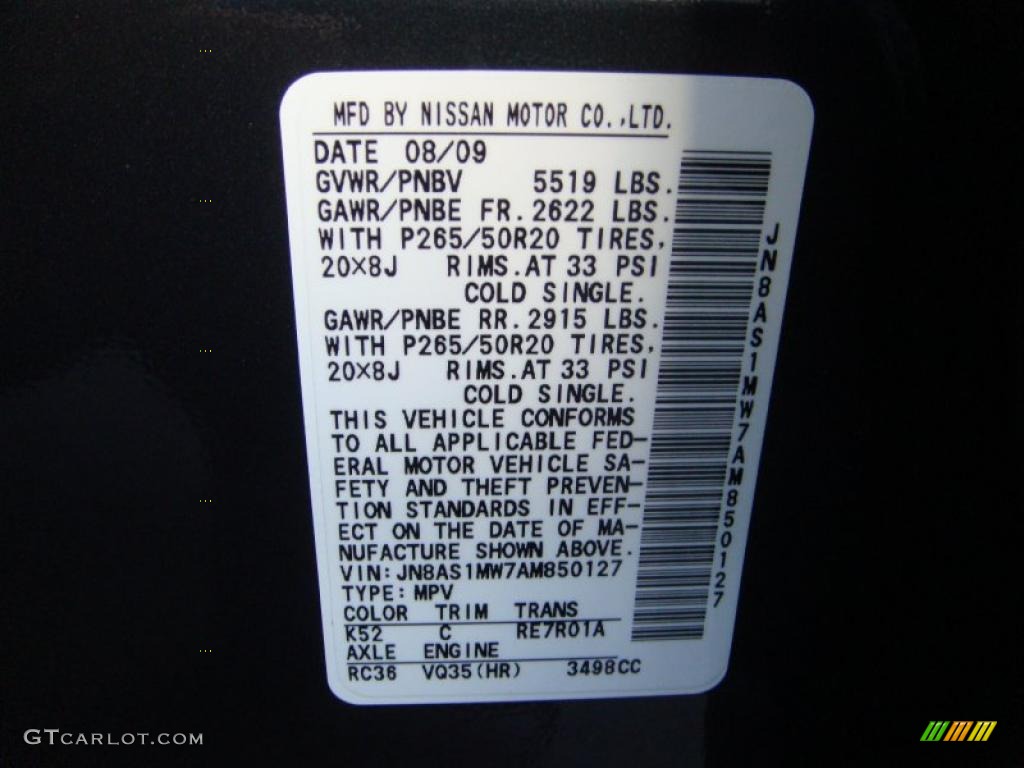 MFD BY NISSAN MOTOR CO.,LTD.
DATE 08/09
GVWR/PNBV 5519 LBS.
GAWR/PNBE FR. 2622 LBS.
WITH P265/50R20 TIRES,
20×8J RIMS. AT 33 PSI
COLD SINGLE.
GAWR/PNBE RR. 2915 LBS.
WITH P265/50R20 TIRES,
20×8J RIMS. AT 33 PSI
COLD SINGLE.
THIS VEHICLE CONFORMS
TO ALL APPLICABLE FED-
ERAL MOTOR VEHICLE SA-
FETY AND THEFT PREVEN-
TION STANDARDS IN EFF-
ECT ON THE DATE OF MA-
NUFACTURE SHOWN ABOVE.
VIN: JN8AS1MW7AM850127
TYPE: MPV
COLOR TRIM TRANS
K52 C RE7R01A
AXLE ENGINE
RC36 VQ35(HR) 3498CC
JN8AS1MW7AM850127
GTCARLOT.COM